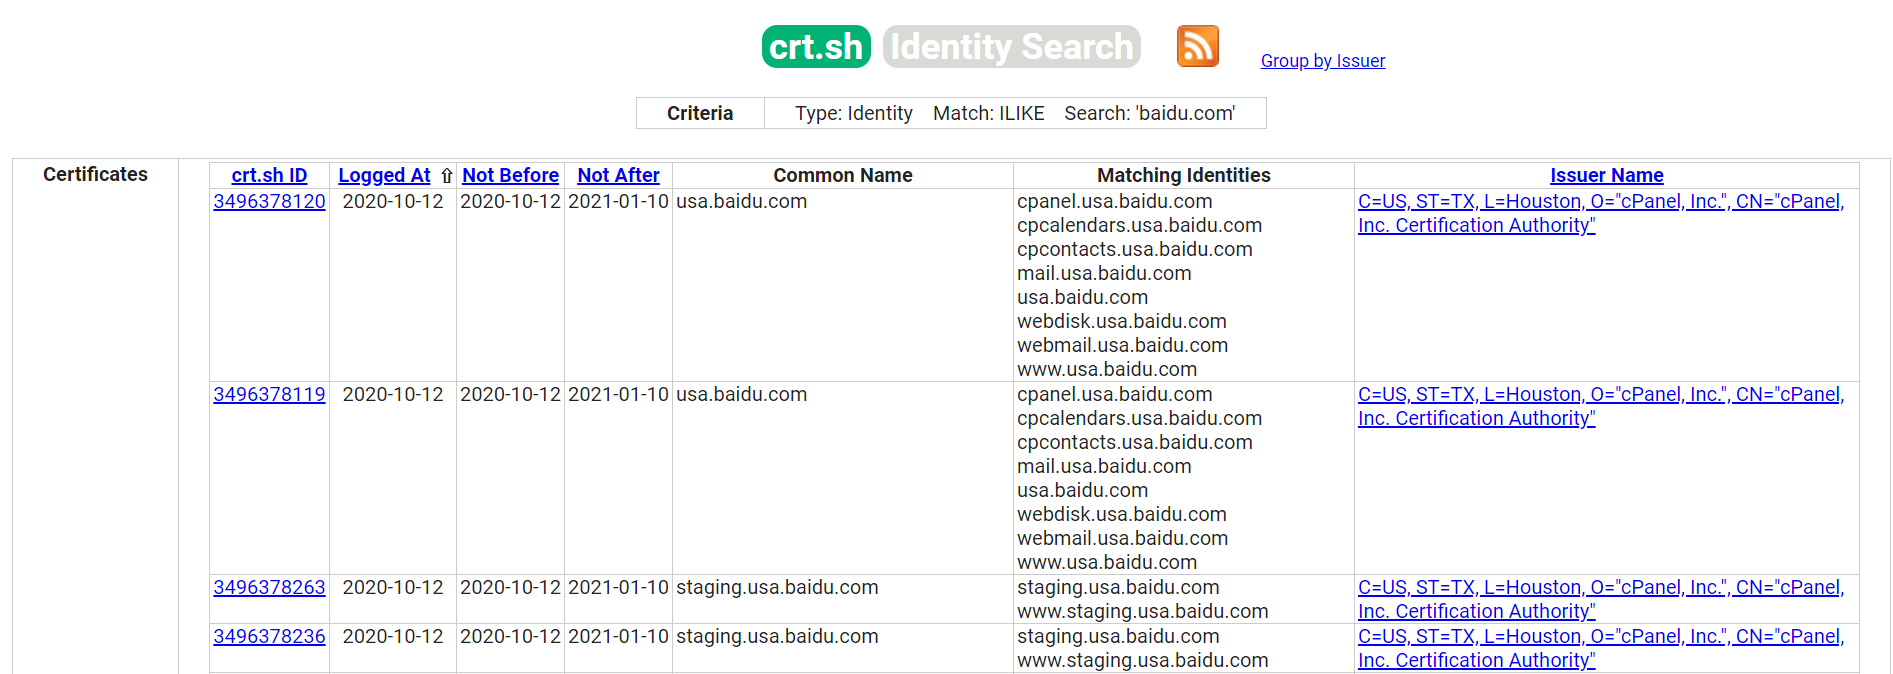 crt.sh Identity Search Group by Issuer
Criteria Type: Identity Match: ILIKE Search: 'baidu.com'
Certificates crt.sh ID Logged At ⇧ Not Before Not After Common Name Matching Identities Issuer Name
3496378120 2020-10-12 2020-10-12 2021-01-10 usa.baidu.com cpanel.usa.baidu.com C=US, ST=TX, L=Houston, O="cPanel, Inc.", CN="cPanel,
cpcalendars.usa.baidu.com Inc. Certification Authority"
cpcontacts.usa.baidu.com
mail.usa.baidu.com
usa.baidu.com
webdisk.usa.baidu.com
webmail.usa.baidu.com
www.usa.baidu.com
3496378119 2020-10-12 2020-10-12 2021-01-10 usa.baidu.com cpanel.usa.baidu.com C=US, ST=TX, L=Houston, O="cPanel, Inc.", CN="cPanel,
cpcalendars.usa.baidu.com Inc. Certification Authority"
cpcontacts.usa.baidu.com
mail.usa.baidu.com
usa.baidu.com
webdisk.usa.baidu.com
webmail.usa.baidu.com
www.usa.baidu.com
3496378263 2020-10-12 2020-10-12 2021-01-10 staging.usa.baidu.com staging.usa.baidu.com C=US, ST=TX, L=Houston, O="cPanel, Inc.", CN="cPanel,
www.staging.usa.baidu.com Inc. Certification Authority"
3496378236 2020-10-12 2020-10-12 2021-01-10 staging.usa.baidu.com staging.usa.baidu.com C=US, ST=TX, L=Houston, O="cPanel, Inc.", CN="cPanel,
www.staging.usa.baidu.com Inc. Certification Authority"